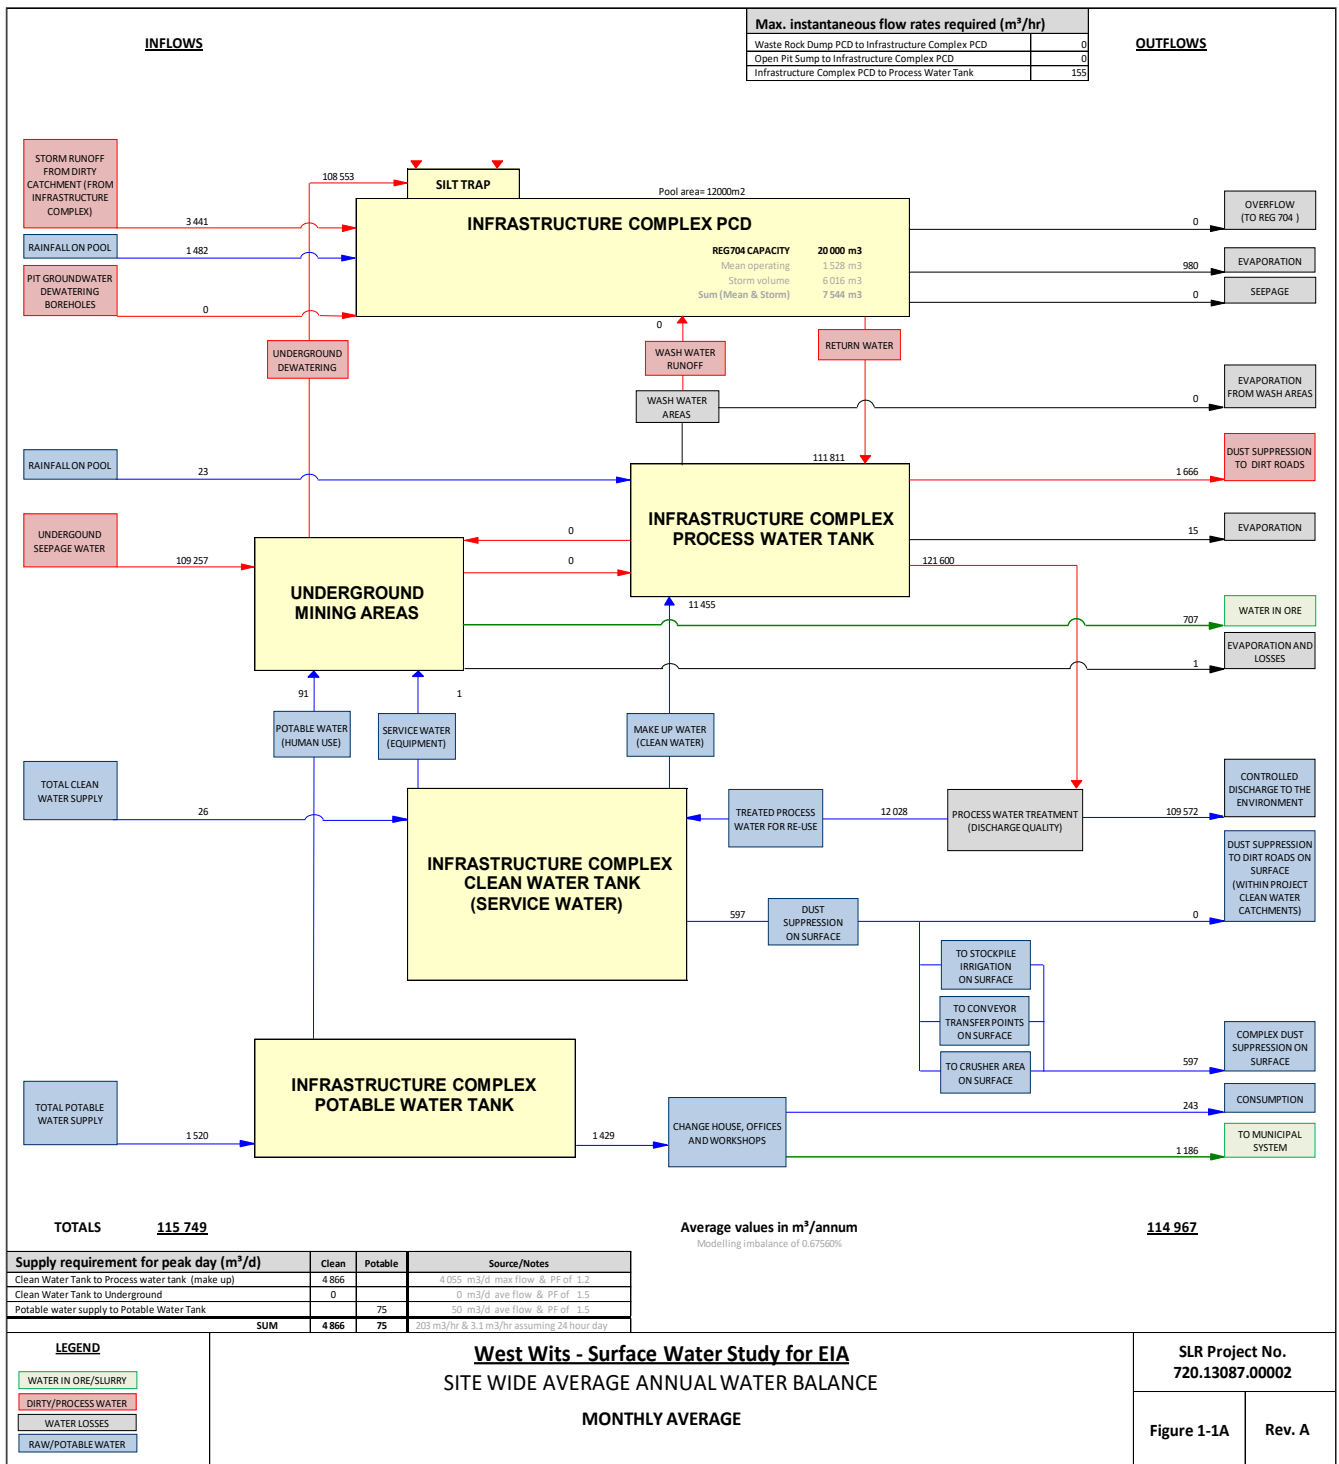 INFLOWS
Max. instantaneous flow rates required (m³/hr)
Waste Rock Dump PCD to Infrastructure Complex PCD 0
Open Pit Sump to Infrastructure Complex PCD 0
Infrastructure Complex PCD to Process Water Tank 155
OUTFLOWS
STORM RUNOFF
FROM DIRTY
CATCHMENT (FROM
INFRASTRUCTURE
COMPLEX)
3 441
108 553
SILT TRAP
Pool area= 12000m2
INFRASTRUCTURE COMPLEX PCD
REG704 CAPACITY 20 000 m3
Mean operating 1 528 m3
Storm volume 6 016 m3
Sum (Mean & Storm) 7 544 m3
0
OVERFLOW
(TO REG 704 )
RAINFALL ON POOL
1 482
980
EVAPORATION
PIT GROUNDWATER
DEWATERING
BOREHOLES
0
0
SEEPAGE
UNDERGROUND
DEWATERING
0
WASH WATER
RUNOFF
RETURN WATER
WASH WATER
AREAS
0
EVAPORATION
FROM WASH AREAS
RAINFALL ON POOL
23
111 811
1 666
DUST SUPPRESSION
TO DIRT ROADS
INFRASTRUCTURE COMPLEX
PROCESS WATER TANK
UNDERGOUND
SEEPAGE WATER
109 257
0
0
15
EVAPORATION
121 600
UNDERGROUND
MINING AREAS
11 455
707
WATER IN ORE
1
EVAPORATION AND
LOSSES
91
1
POTABLE WATER
(HUMAN USE)
SERVICE WATER
(EQUIPMENT)
MAKE UP WATER
(CLEAN WATER)
TOTAL CLEAN
WATER SUPPLY
26
TREATED PROCESS
WATER FOR RE-USE
12 028
PROCESS WATER TREATMENT
(DISCHARGE QUALITY)
109 572
CONTROLLED
DISCHARGE TO THE
ENVIRONMENT
INFRASTRUCTURE COMPLEX
CLEAN WATER TANK
(SERVICE WATER)
597
DUST
SUPPRESSION
ON SURFACE
0
DUST SUPPRESSION
TO DIRT ROADS ON
SURFACE
(WITHIN PROJECT
CLEAN WATER
CATCHMENTS)
TO STOCKPILE
IRRIGATION
ON SURFACE
TO CONVEYOR
TRANSFER POINTS
ON SURFACE
TO CRUSHER AREA
ON SURFACE
597
COMPLEX DUST
SUPPRESSION ON
SURFACE
INFRASTRUCTURE COMPLEX
POTABLE WATER TANK
TOTAL POTABLE
WATER SUPPLY
1 520
1 429
CHANGE HOUSE, OFFICES
AND WORKSHOPS
243
CONSUMPTION
1 186
TO MUNICIPAL
SYSTEM
TOTALS 115 749
Average values in m³/annum
Modelling imbalance of 0.67560%
114 967
Supply requirement for peak day (m³/d) Clean Potable Source/Notes
Clean Water Tank to Process water tank (make up) 4 866 4 055 m3/d max flow & PF of 1.2
Clean Water Tank to Underground 0 0 m3/d ave flow & PF of 1.5
Potable water supply to Potable Water Tank 75 50 m3/d ave flow & PF of 1.5
SUM 4 866 75 203 m3/hr & 3.1 m3/hr assuming 24 hour day
LEGEND
WATER IN ORE/SLURRY
DIRTY/PROCESS WATER
WATER LOSSES
RAW/POTABLE WATER
West Wits - Surface Water Study for EIA
SITE WIDE AVERAGE ANNUAL WATER BALANCE
MONTHLY AVERAGE
SLR Project No.
720.13087.00002
Figure 1-1A
Rev. A